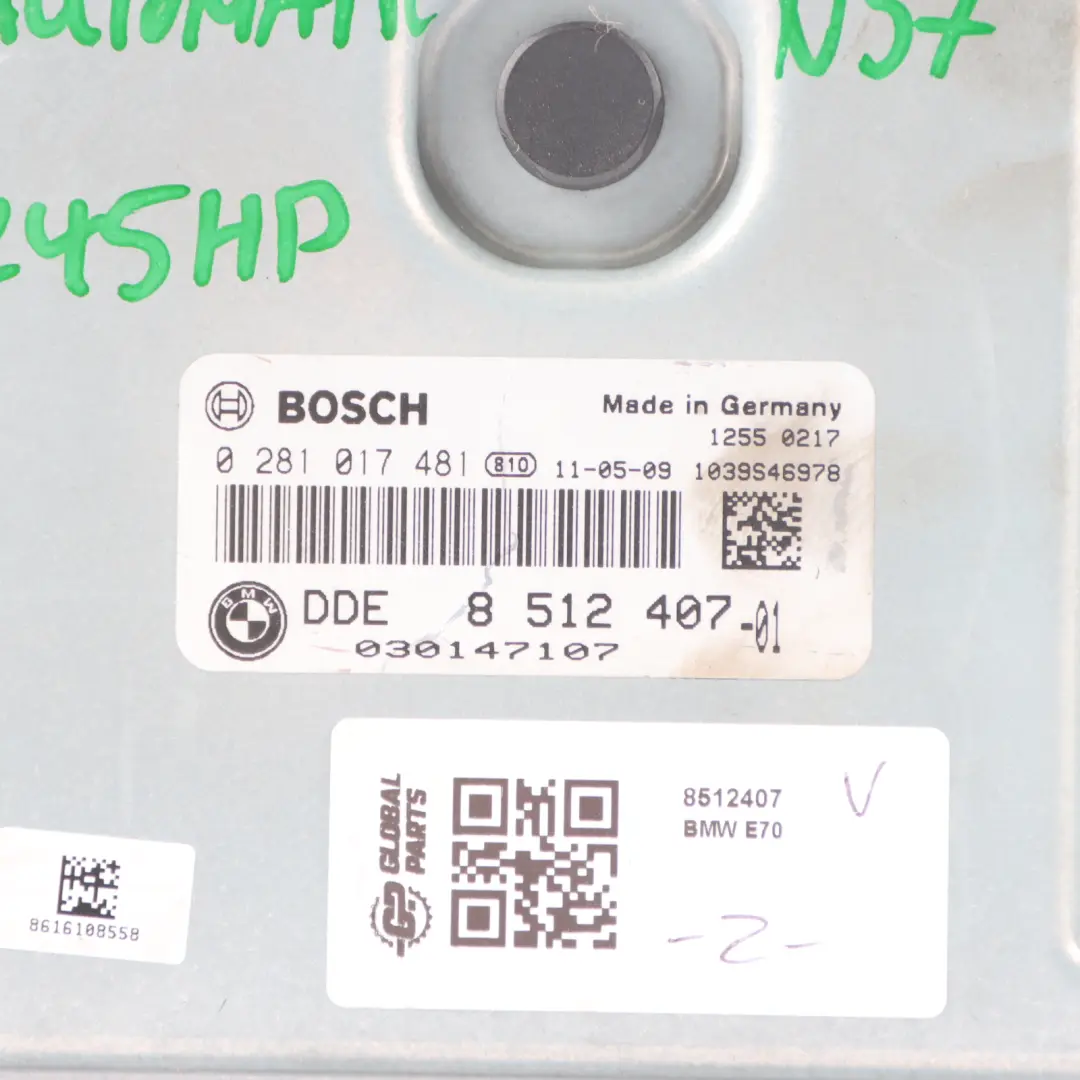 AUTOMATIC N57
245HP
BOSCH Made in Germany
1255 0217
0 281 017 481 810 11-05-09 1039S46978
BMW DDE 8 512 407-01
030147107
GLOBAL PARTS
8512407 V
BMW E70
-2-
8616108558